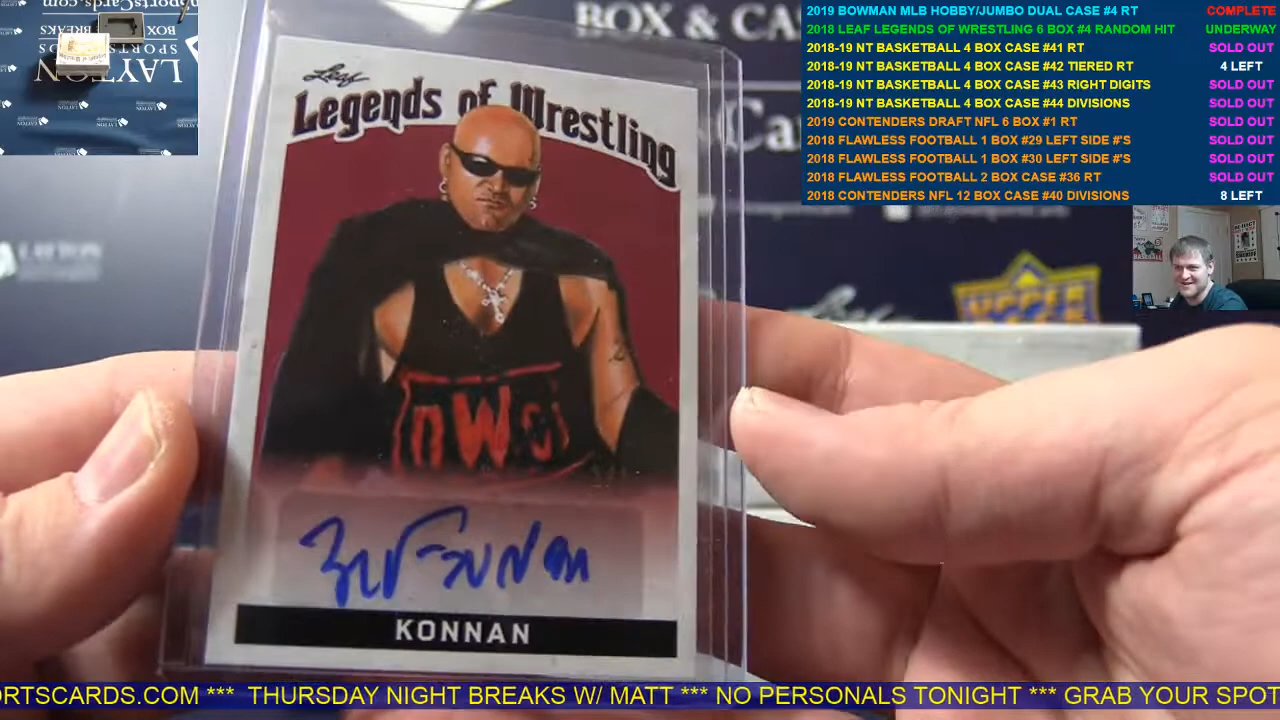 BOX & CA
SportsCards.com
BOX
LAYTON
SPORTS
Leaf
Legends of Wrestling
nWo
KONNAN
UPPER
2019 BOWMAN MLB HOBBY/JUMBO DUAL CASE #4 RT COMPLETE
2018 LEAF LEGENDS OF WRESTLING 6 BOX #4 RANDOM HIT UNDERWAY
2018-19 NT BASKETBALL 4 BOX CASE #41 RT SOLD OUT
2018-19 NT BASKETBALL 4 BOX CASE #42 TIERED RT 4 LEFT
2018-19 NT BASKETBALL 4 BOX CASE #43 RIGHT DIGITS SOLD OUT
2018-19 NT BASKETBALL 4 BOX CASE #44 DIVISIONS SOLD OUT
2019 CONTENDERS DRAFT NFL 6 BOX #1 RT SOLD OUT
2018 FLAWLESS FOOTBALL 1 BOX #29 LEFT SIDE #'S SOLD OUT
2018 FLAWLESS FOOTBALL 1 BOX #30 LEFT SIDE #'S SOLD OUT
2018 FLAWLESS FOOTBALL 2 BOX CASE #36 RT SOLD OUT
2018 CONTENDERS NFL 12 BOX CASE #40 DIVISIONS 8 LEFT
ORTSCARDS.COM *** THURSDAY NIGHT BREAKS W/ MATT *** NO PERSONALS TONIGHT *** GRAB YOUR SPOT